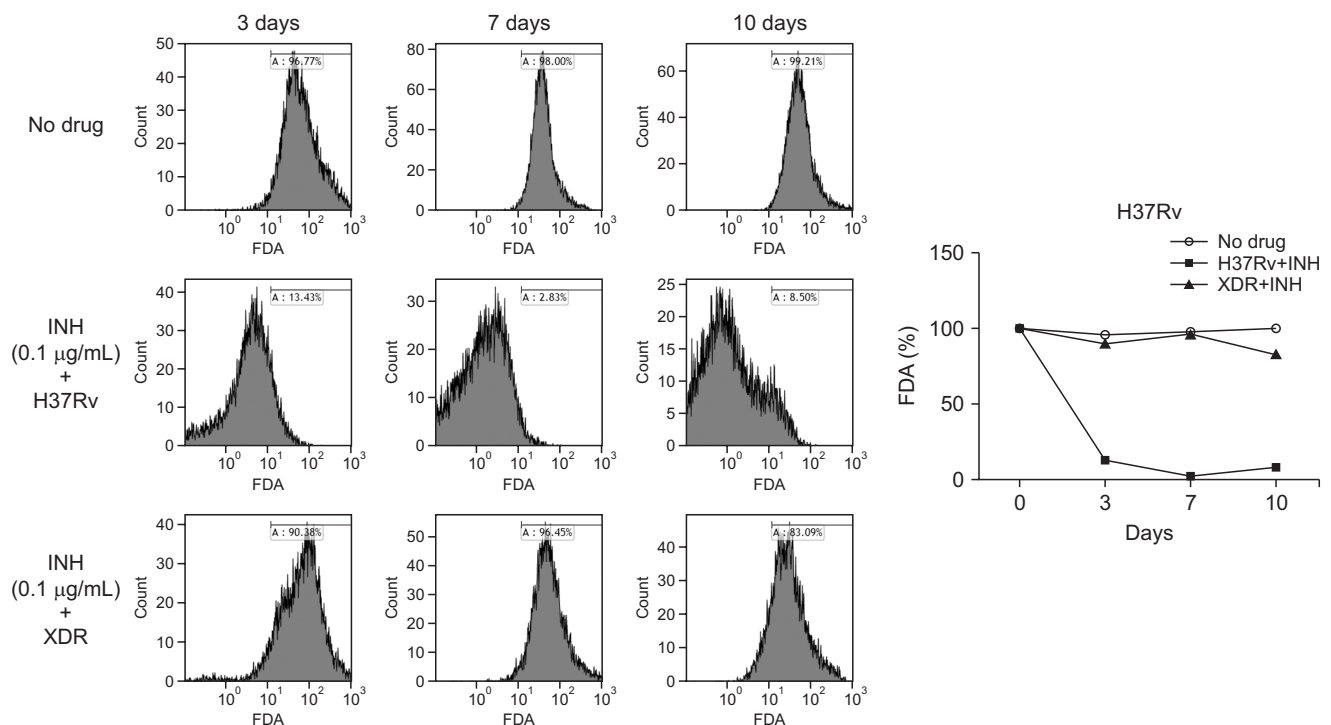 3 days
7 days
10 days
No drug
50
40
30
20
10
0
Count
A : 96.77%
10⁰ 10¹ 10² 10³
FDA
80
60
40
20
0
Count
A : 98.00%
10⁰ 10¹ 10² 10³
FDA
60
40
20
0
Count
A : 99.21%
10⁰ 10¹ 10² 10³
FDA
INH
(0.1 μg/mL)
+
H37Rv
40
30
20
10
0
Count
A : 13.43%
10⁰ 10¹ 10² 10³
FDA
30
20
10
0
Count
A : 2.83%
10⁰ 10¹ 10² 10³
FDA
25
20
15
10
5
0
Count
A : 8.50%
10⁰ 10¹ 10² 10³
FDA
INH
(0.1 μg/mL)
+
XDR
40
30
20
10
0
Count
A : 90.38%
10⁰ 10¹ 10² 10³
FDA
50
40
30
20
10
0
Count
A : 96.45%
10⁰ 10¹ 10² 10³
FDA
40
30
20
10
0
Count
A : 83.09%
10⁰ 10¹ 10² 10³
FDA
H37Rv
No drug
H37Rv+INH
XDR+INH
150
100
50
0
FDA (%)
0 3 7 10
Days